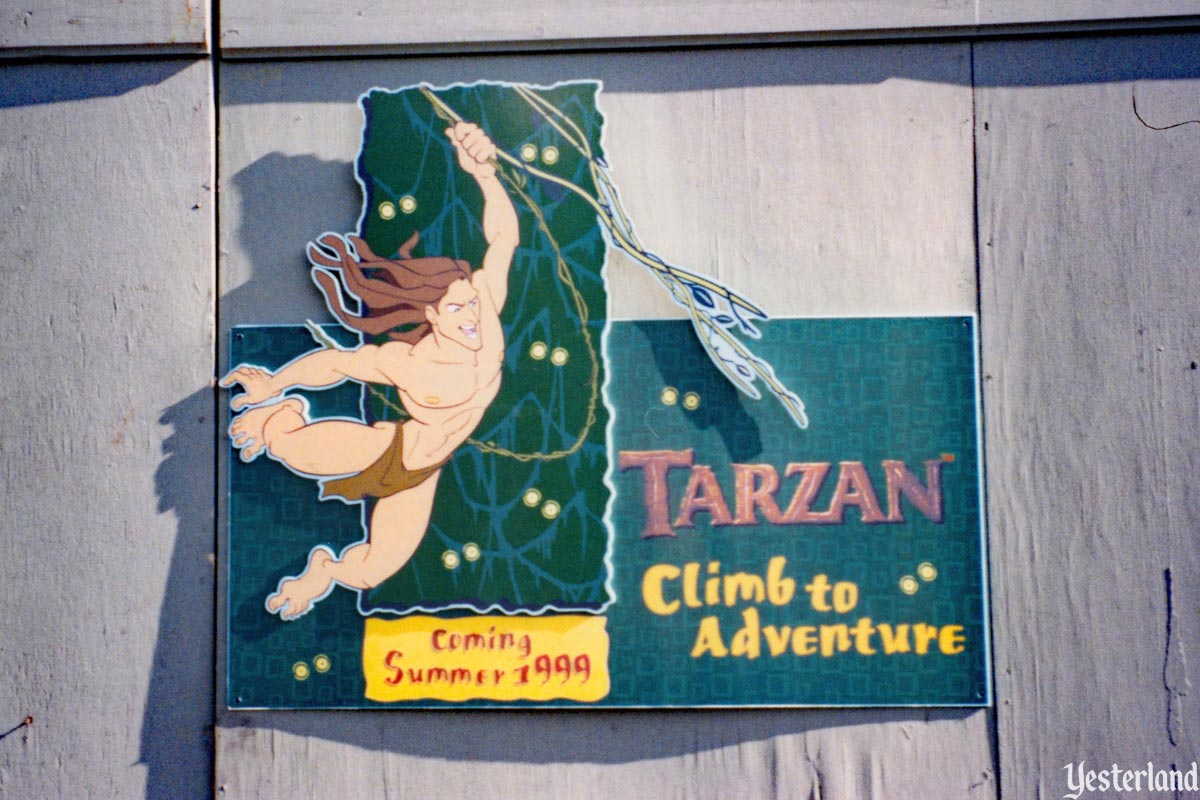 TARZAN™
Climb to
Adventure
Coming
Summer 1999
Yesterland